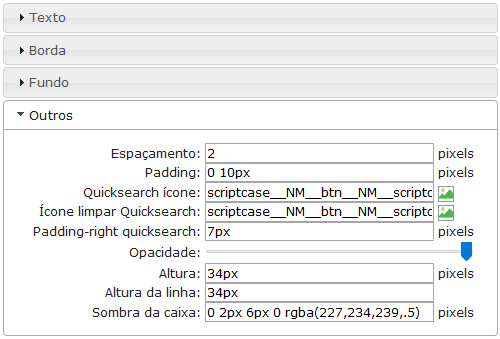 Texto
Borda
Fundo
Outros
Espaçamento: 2 pixels
Padding: 0 10px pixels
Quicksearch ícone: scriptcase__NM__btn__NM__scriptc
Ícone limpar Quicksearch: scriptcase__NM__btn__NM__scriptc
Padding-right quicksearch: 7px pixels
Opacidade:
Altura: 34px pixels
Altura da linha: 34px
Sombra da caixa: 0 2px 6px 0 rgba(227,234,239,.5) pixels